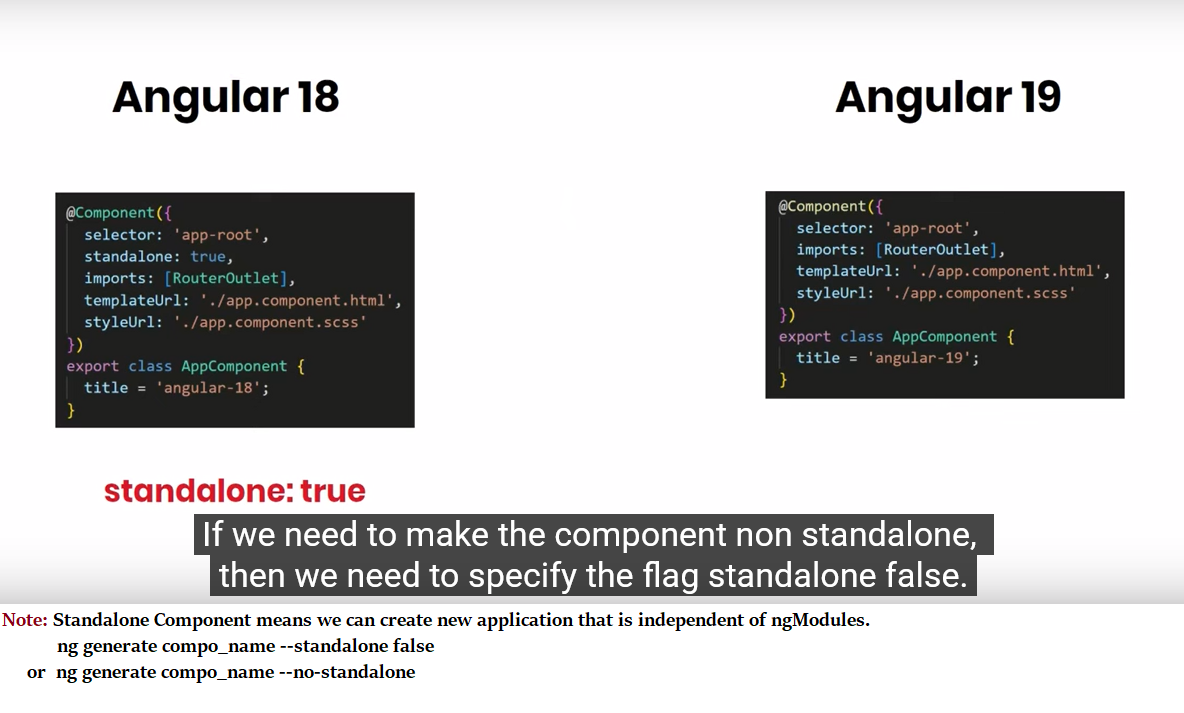 Angular 18
Angular 19
@Component({
selector: 'app-root',
standalone: true,
imports: [RouterOutlet],
templateUrl: './app.component.html',
styleUrl: './app.component.scss'
})
export class AppComponent {
title = 'angular-18';
}
@Component({
selector: 'app-root',
imports: [RouterOutlet],
templateUrl: './app.component.html',
styleUrl: './app.component.scss'
})
export class AppComponent {
title = 'angular-19';
}
standalone: true
If we need to make the component non standalone,
then we need to specify the flag standalone false.
Note: Standalone Component means we can create new application that is independent of ngModules.
ng generate compo_name --standalone false
or ng generate compo_name --no-standalone